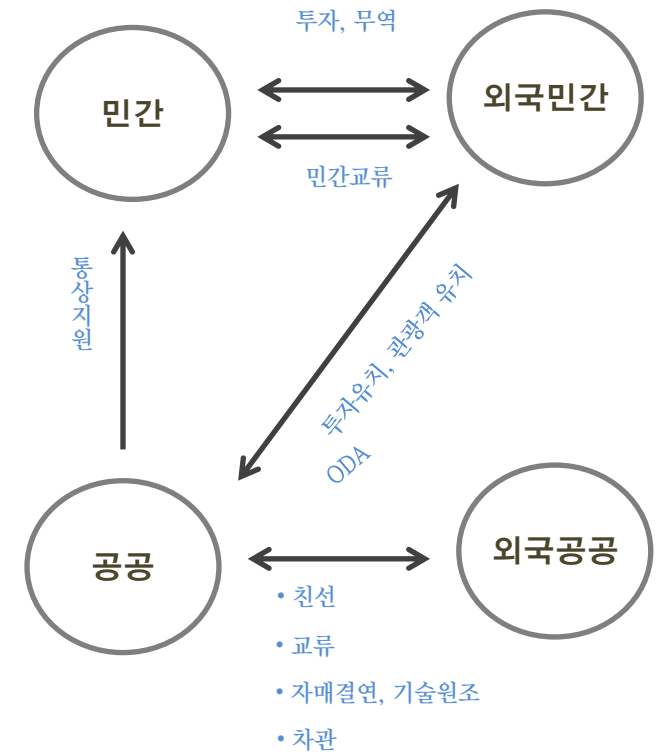 투자, 무역
민간
외국민간
민간교류
통상지원
투자유치, 관광객 유치
ODA
공공
외국공공
• 친선
• 교류
• 자매결연, 기술원조
• 차관